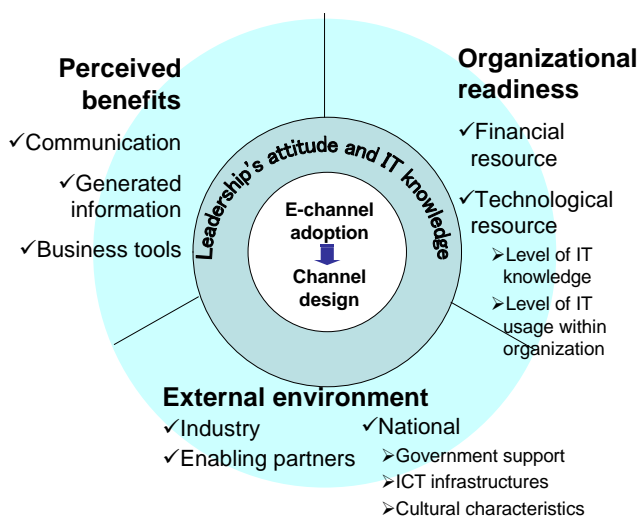 Perceived
benefits
✓Communication
✓Generated
information
✓Business tools
Organizational
readiness
✓Financial
resource
✓Technological
resource
➢Level of IT
knowledge
➢Level of IT
usage within
organization
Leadership's attitude and IT knowledge
E-channel
adoption
Channel
design
External environment
✓Industry
✓Enabling partners
✓National
➢Government support
➢ICT infrastructures
➢Cultural characteristics